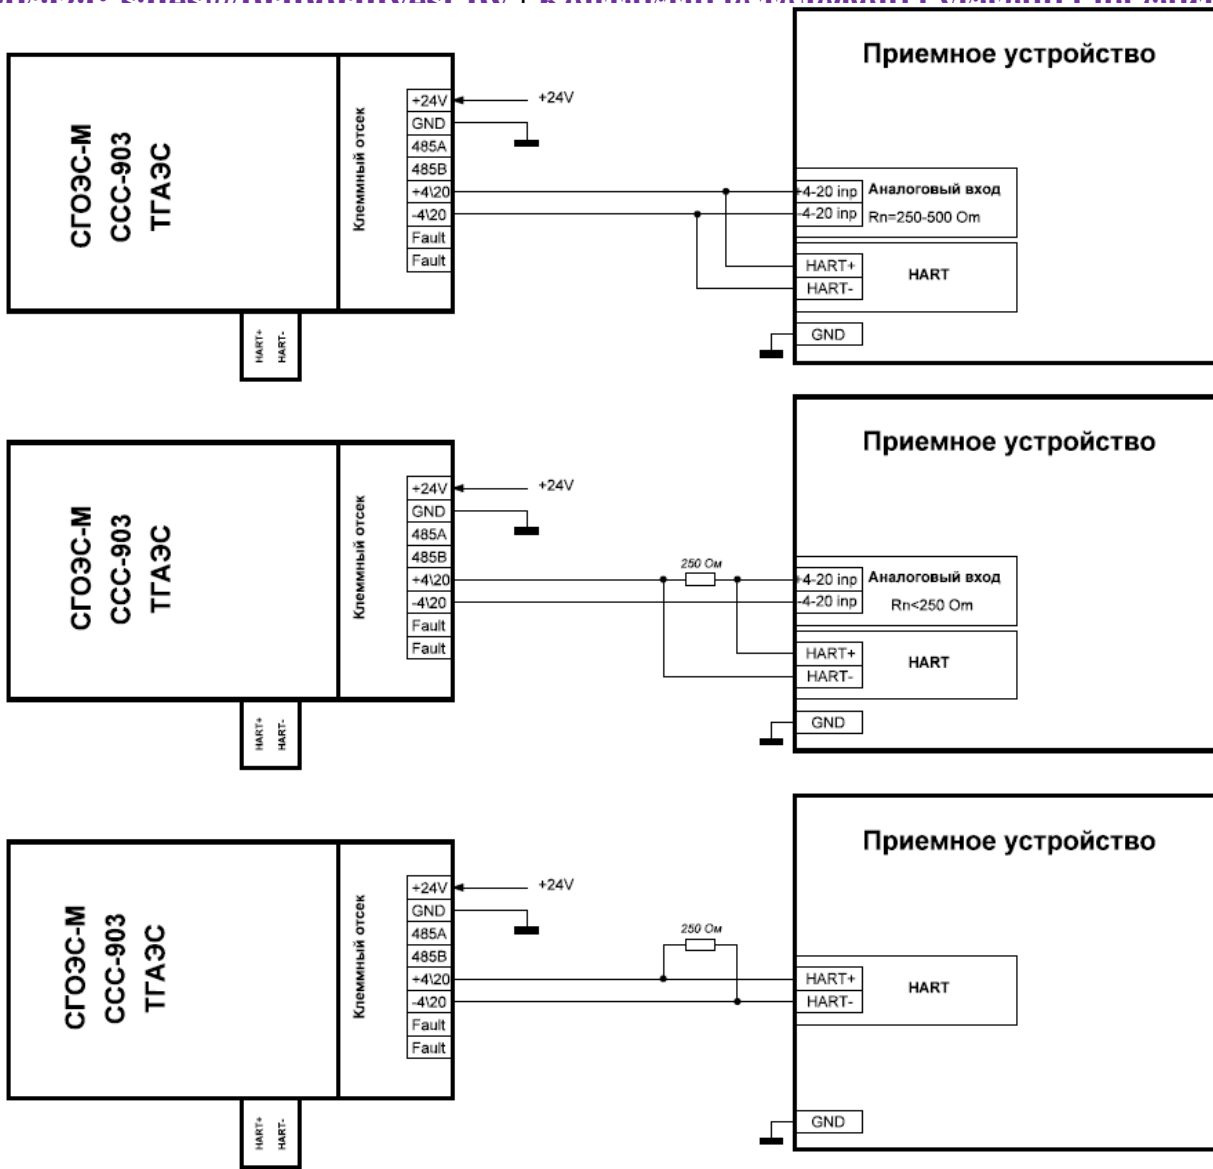 Приемное устройство
СГОЭС-М
ССС-903
ТГАЭС
Клеммный отсек
+24V
GND
485A
485B
+4\20
-4\20
Fault
Fault
+24V
+4-20 inp
-4-20 inp
Аналоговый вход
Rn=250-500 Om
HART+
HART-
HART
GND
HART+
HART-
Приемное устройство
СГОЭС-М
ССС-903
ТГАЭС
Клеммный отсек
+24V
GND
485A
485B
+4\20
-4\20
Fault
Fault
+24V
250 Ом
+4-20 inp
-4-20 inp
Аналоговый вход
Rn<250 Om
HART+
HART-
HART
GND
HART+
HART-
Приемное устройство
СГОЭС-М
ССС-903
ТГАЭС
Клеммный отсек
+24V
GND
485A
485B
+4\20
-4\20
Fault
Fault
+24V
250 Ом
HART+
HART-
HART
GND
HART+
HART-